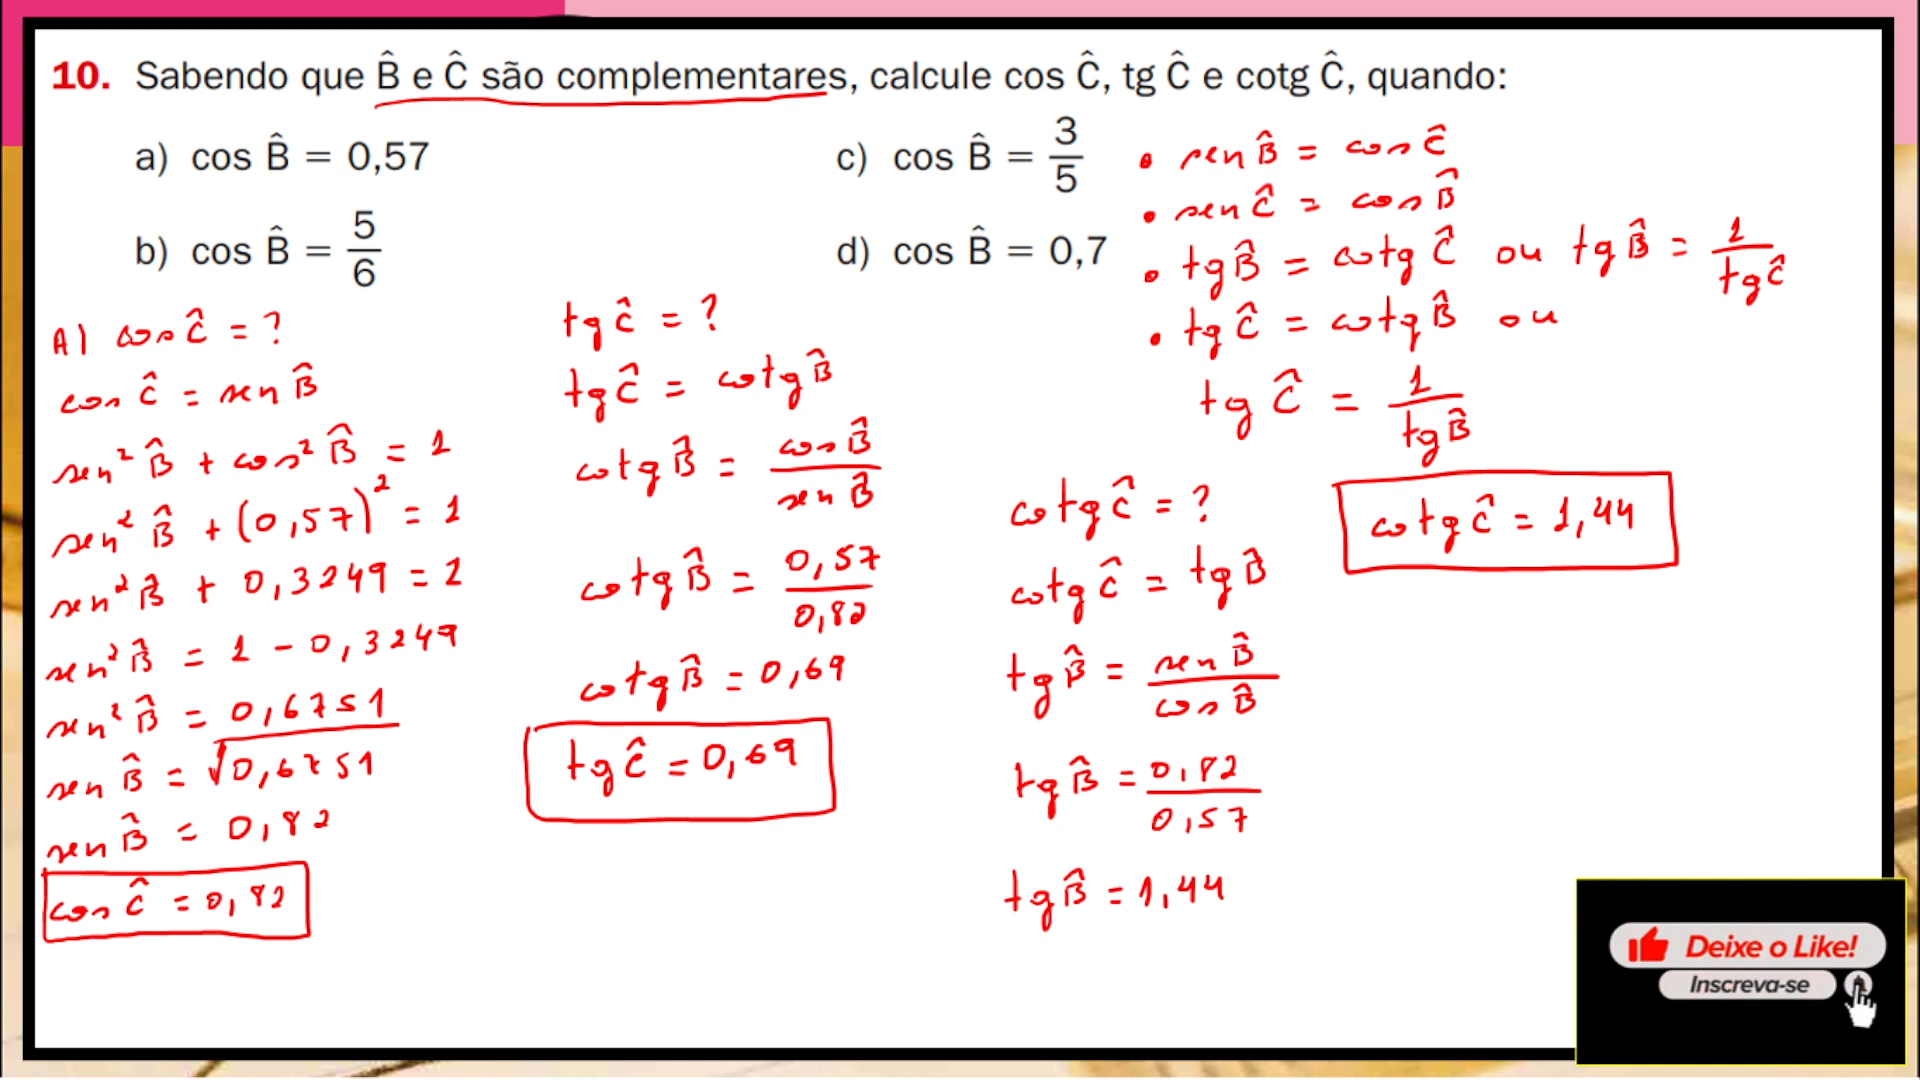 10. Sabendo que B̂ e Ĉ são complementares, calcule cos Ĉ, tg Ĉ e cotg Ĉ, quando:
a) cos B̂ = 0,57
b) cos B̂ = 5/6
c) cos B̂ = 3/5
d) cos B̂ = 0,7
• sen B̂ = cos Ĉ
• sen Ĉ = cos B̂
• tg B̂ = cotg Ĉ ou tg B̂ = 1/tg Ĉ
• tg Ĉ = cotg B̂ ou
tg Ĉ = 1/tg B̂
A) cos Ĉ = ?
cos Ĉ = sen B̂
sen² B̂ + cos² B̂ = 1
sen² B̂ + (0,57)² = 1
sen² B̂ + 0,3249 = 1
sen² B̂ = 1 - 0,3249
sen² B̂ = 0,6751
sen B̂ = √0,6751
sen B̂ = 0,82
cos Ĉ = 0,82
tg Ĉ = ?
tg Ĉ = cotg B̂
cotg B̂ = cos B̂/sen B̂
cotg B̂ = 0,57/0,82
cotg B̂ = 0,69
tg Ĉ = 0,69
cotg Ĉ = ?
cotg Ĉ = tg B̂
tg B̂ = sen B̂/cos B̂
tg B̂ = 0,82/0,57
tg B̂ = 1,44
cotg Ĉ = 1,44
Deixe o Like!
Inscreva-se